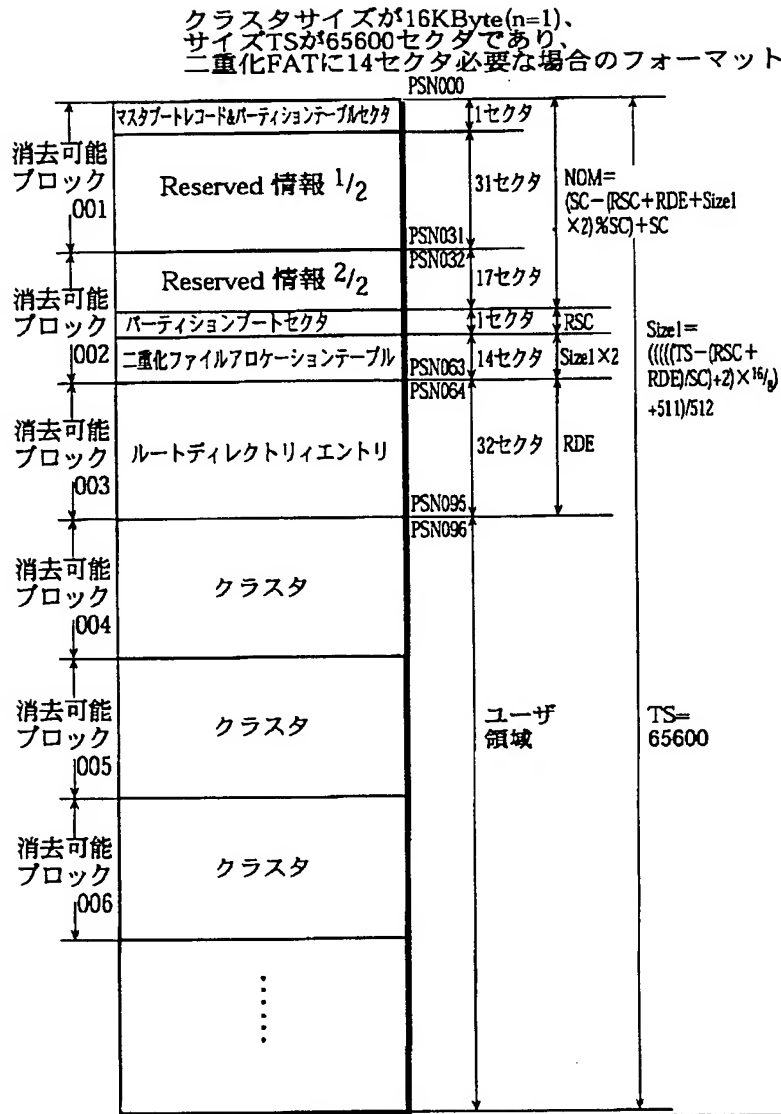 クラスタサイズが16KByte(n=1)、
サイズTSが65600セクタであり、
二重化FATに14セクタ必要な場合のフォーマット
PSN000
マスタブートレコード&パーティションテーブルセクタ
1セクタ
消去可能
ブロック
001
Reserved 情報 1/2
31セクタ
NOM=
(SC−(RSC+RDE+Size1
×2)%SC)+SC
PSN031
PSN032
消去可能
ブロック
002
Reserved 情報 2/2
17セクタ
パーティションブートセクタ
1セクタ
RSC
二重化ファイルアロケーションテーブル
14セクタ
Size1×2
Size1=
(((((TS−(RSC+
RDE)/SC)+2)×16/8)
+511)/512
PSN063
PSN064
消去可能
ブロック
003
ルートディレクトリィエントリ
32セクタ
RDE
PSN095
PSN096
消去可能
ブロック
004
クラスタ
消去可能
ブロック
005
クラスタ
ユーザ
領域
TS=
65600
消去可能
ブロック
006
クラスタ